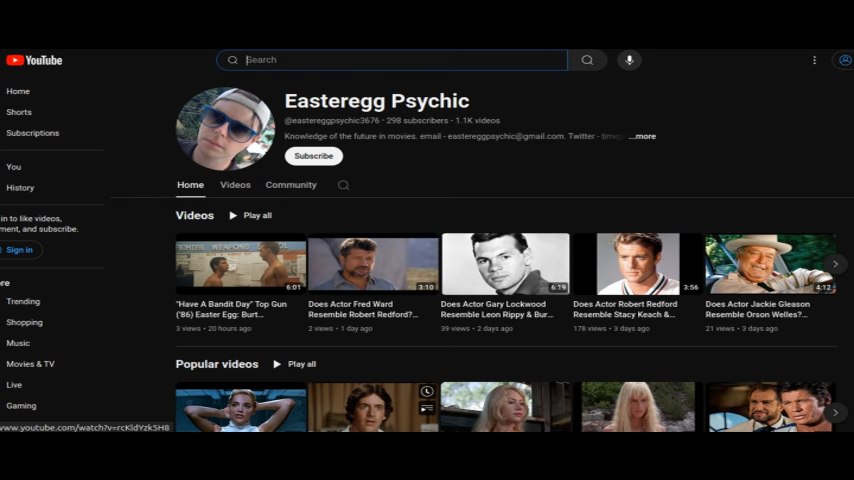 YouTube
Search
Home
Shorts
Subscriptions
You
History
in to like videos,
ment, and subscribe.
Sign in
re
Trending
Shopping
Music
Movies & TV
Live
Gaming
www.youtube.com/watch?v=rcKldYzk5H8
Easteregg Psychic
@eastereggpsychic3676 · 298 subscribers · 1.1K videos
Knowledge of the future in movies. email - eastereggpsychic@gmail.com. Twitter - ...more
Subscribe
Home Videos Community
Videos Play all
6:01 3:10 6:19 3:56 4:12
"Have A Bandit Day" Top Gun
('86) Easter Egg: Burt...
3 views • 20 hours ago
Does Actor Fred Ward
Resemble Robert Redford?...
2 views • 1 day ago
Does Actor Gary Lockwood
Resemble Leon Rippy & Bur...
39 views • 2 days ago
Does Actor Robert Redford
Resemble Stacy Keach &...
178 views • 3 days ago
Does Actor Jackie Gleason
Resemble Orson Welles?...
21 views • 3 days ago
Popular videos Play all